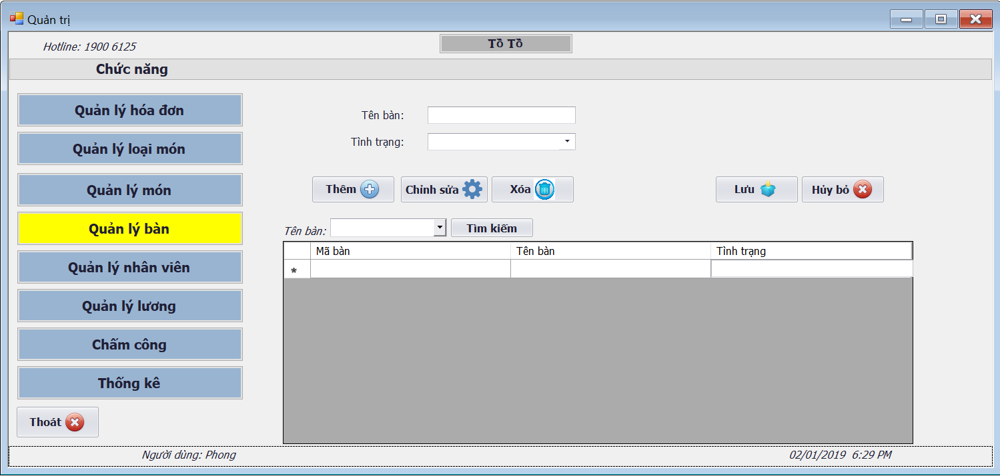 Quản trị
Hotline: 1900 6125
Tồ Tồ
Chức năng
Quản lý hóa đơn
Quản lý loại món
Quản lý món
Quản lý bàn
Quản lý nhân viên
Quản lý lương
Chấm công
Thống kê
Thoát
Tên bàn:
Tình trạng:
Thêm
Chỉnh sửa
Xóa
Lưu
Hủy bỏ
Tên bàn:
Tìm kiếm
Mã bàn Tên bàn Tình trạng
*
Người dùng: Phong
02/01/2019 6:29 PM